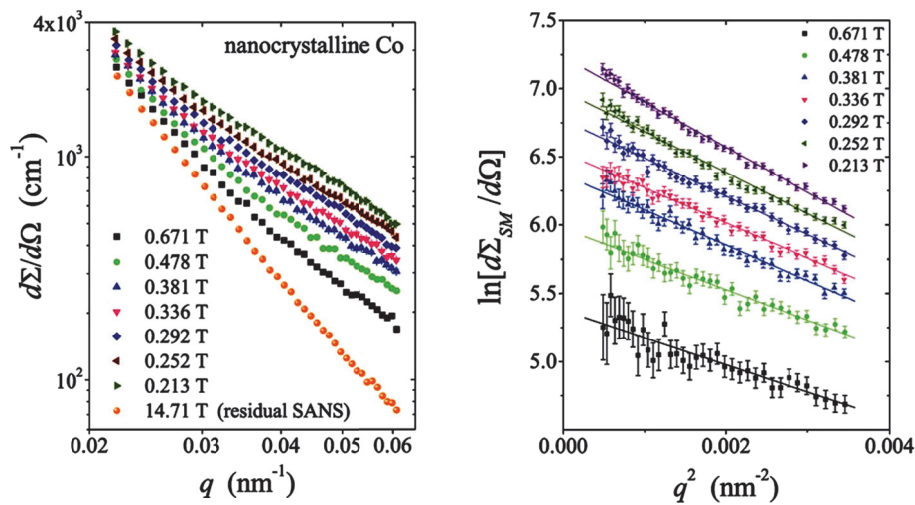 4x10³
10³
10²
dΣ/dΩ (cm⁻¹)
nanocrystalline Co
0.671 T
0.478 T
0.381 T
0.336 T
0.292 T
0.252 T
0.213 T
14.71 T (residual SANS)
0.02 0.03 0.04 0.05 0.06
q (nm⁻¹)
ln[dΣSM/dΩ]
7.5
7.0
6.5
6.0
5.5
5.0
0.671 T
0.478 T
0.381 T
0.336 T
0.292 T
0.252 T
0.213 T
0.000 0.002 0.004
q² (nm⁻²)